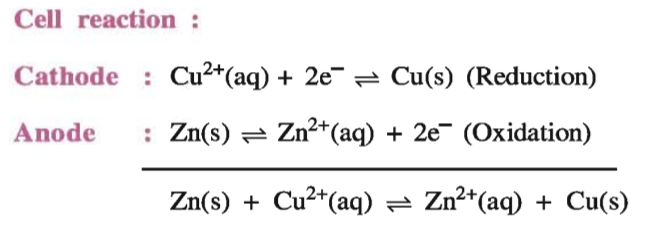 Cell reaction :
Cathode : Cu²⁺(aq) + 2e⁻ ⇌ Cu(s) (Reduction)
Anode : Zn(s) ⇌ Zn²⁺(aq) + 2e⁻ (Oxidation)
Zn(s) + Cu²⁺(aq) ⇌ Zn²⁺(aq) + Cu(s)